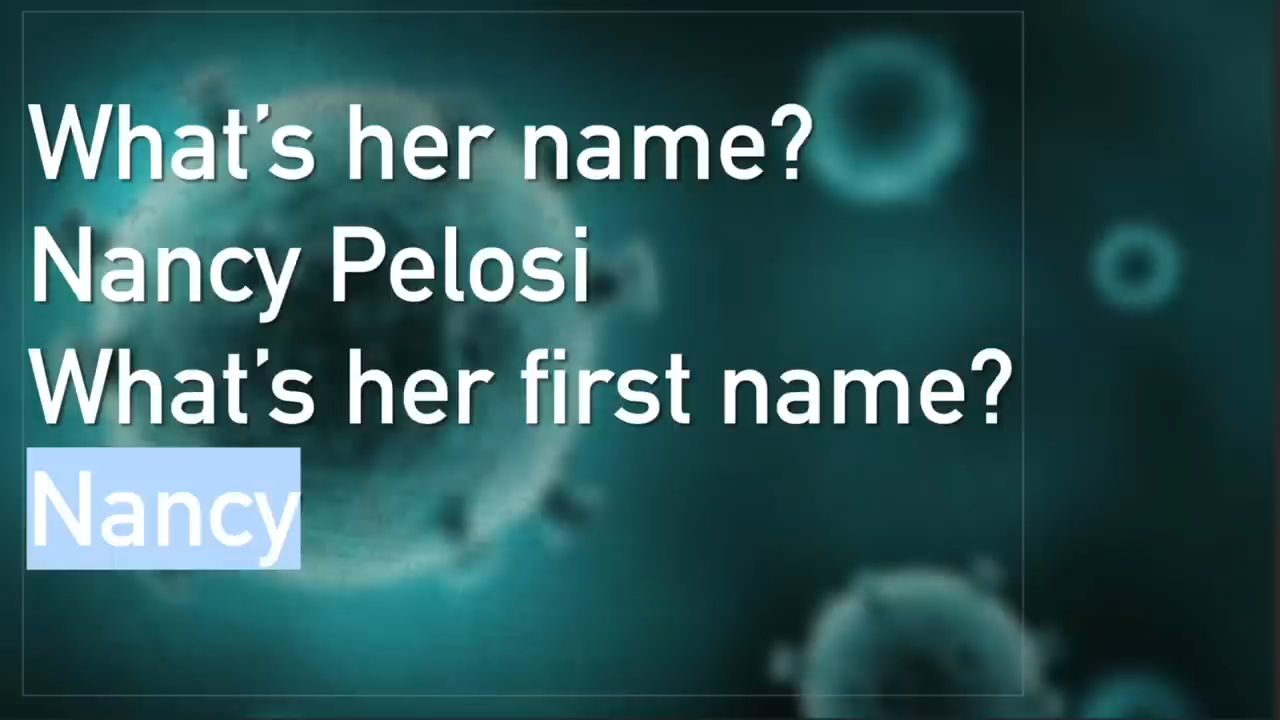 What’s her name?
Nancy Pelosi
What’s her first name?
Nancy